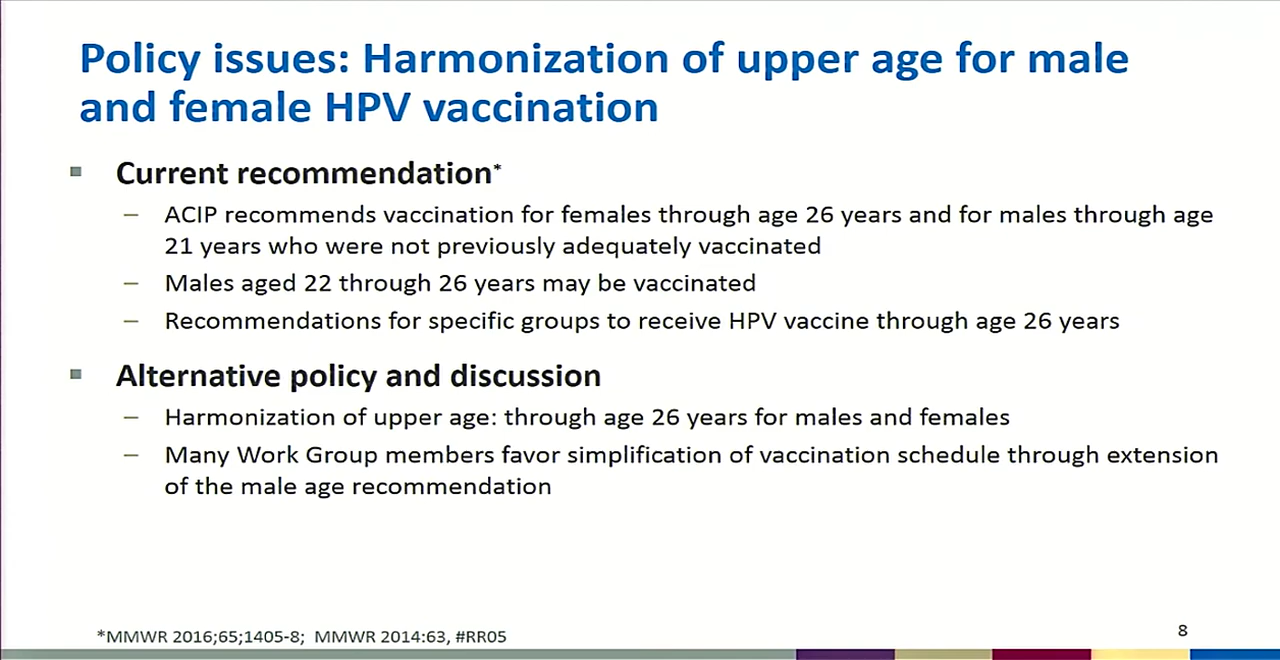 Policy issues: Harmonization of upper age for male
and female HPV vaccination
Current recommendation*
– ACIP recommends vaccination for females through age 26 years and for males through age
21 years who were not previously adequately vaccinated
– Males aged 22 through 26 years may be vaccinated
– Recommendations for specific groups to receive HPV vaccine through age 26 years
Alternative policy and discussion
– Harmonization of upper age: through age 26 years for males and females
– Many Work Group members favor simplification of vaccination schedule through extension
of the male age recommendation
*MMWR 2016;65;1405-8; MMWR 2014:63, #RR05
8